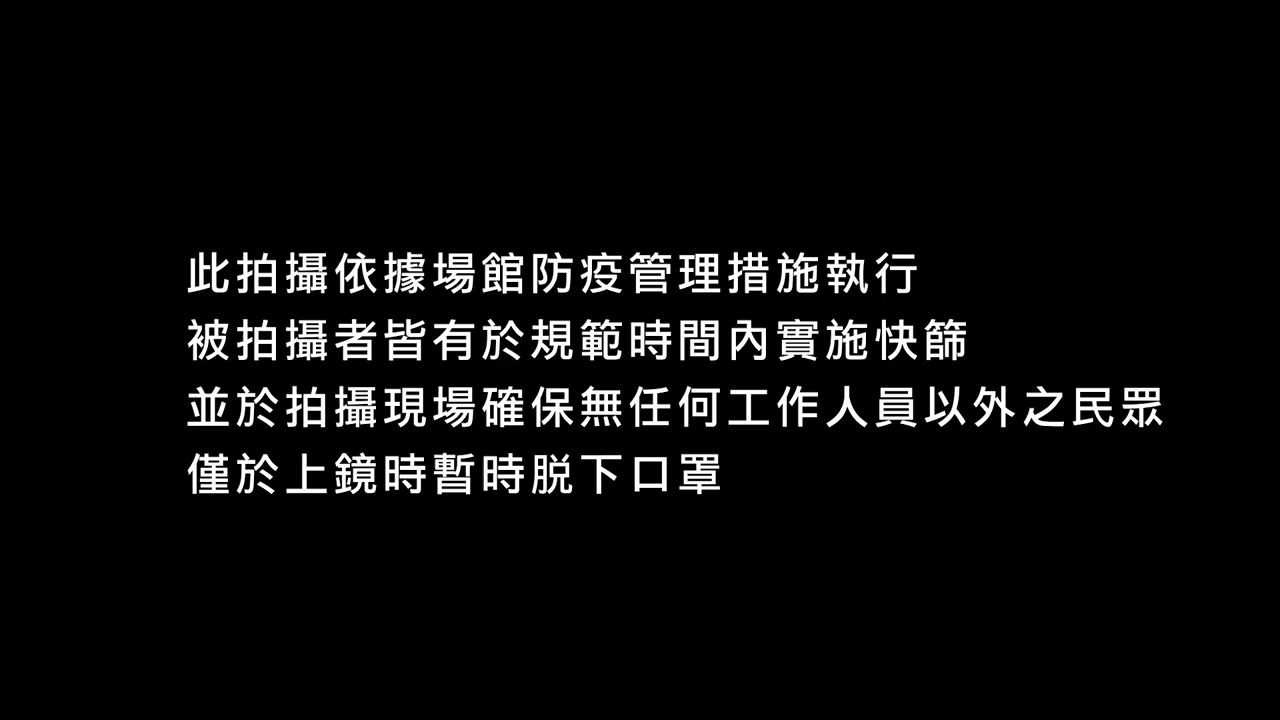 此拍攝依據場館防疫管理措施執行
被拍攝者皆有於規範時間內實施快篩
並於拍攝現場確保無任何工作人員以外之民眾
僅於上鏡時暫時脱下口罩